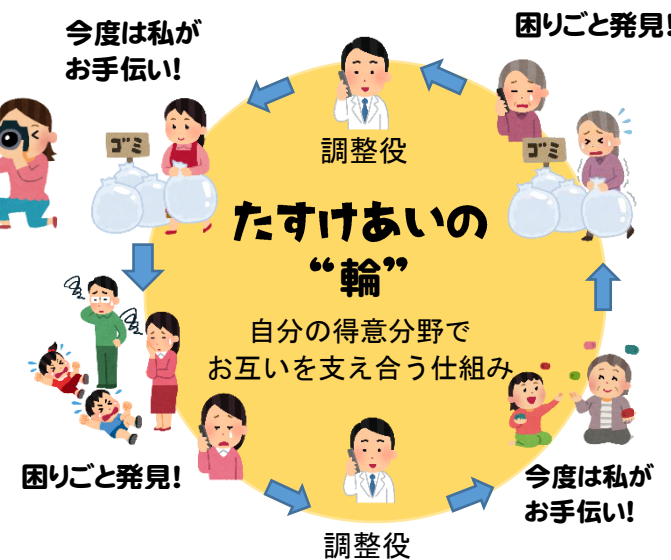 今度は私が
お手伝い!
困りごと発見!
ゴミ
ゴミ
調整役
たすけあいの
“輪”
自分の得意分野で
お互いを支え合う仕組み
困りごと発見!
今度は私が
お手伝い!
調整役